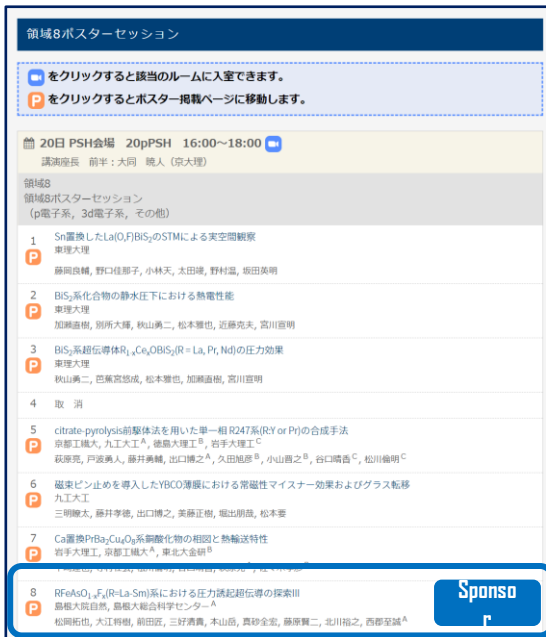 領域8ポスターセッション
をクリックすると該当のルームに入室できます。
P をクリックするとポスター掲載ページに移動します。
20日 PSH会場 20pPSH 16:00~18:00
講演座長 前半:大同 暁人(京大理)
領域8
領域8ポスターセッション
(p電子系, 3d電子系, その他)
1 Sn置換したLa(O,F)BiS2のSTMによる実空間観察
P 東理大理
藤岡良輔, 野口佳那子, 小林天, 太田竣, 野村温, 坂田英明
2 BiS2系化合物の静水圧下における熱電性能
P 東理大理
加瀬直樹, 別所大輝, 秋山勇二, 松本雅也, 近藤克夫, 宮川宣明
3 BiS2系超伝導体R1-xCexOBiS2(R = La, Pr, Nd)の圧力効果
P 東理大理
秋山勇二, 芭蕉宮悠成, 松本雅也, 加瀬直樹, 宮川宣明
4 取 消
5 citrate-pyrolysis前駆体法を用いた単一相 R247系(R:Y or Pr)の合成手法
P 京都工繊大, 九工大工A, 徳島大理工B, 岩手大理工C
萩原亮, 戸波勇人, 藤井勇輔, 出口博之A, 久田旭彦B, 小山晋之B, 谷口晴香C, 松川倫明C
6 磁束ピン止めを導入したYBCO薄膜における常磁性マイスナー効果およびグラス転移
P 九工大工
三明瞭太, 藤井孝徳, 出口博之, 美藤正樹, 堀出朋哉, 松本要
7 Ca置換PrBa2Cu4O8系銅酸化物の相図と熱輸送特性
P 岩手大理工, 京都工繊大A, 東北大金研B
8 RFeAsO1-xFx(R=La-Sm)系における圧力誘起超伝導の探索III
P 島根大院自然, 島根大総合科学センターA
松岡拓也, 大江将樹, 前田匠, 三好清貴, 本山岳, 真砂全宏, 藤原賢二, 北川裕之, 西郡至誠A
Sponso
r